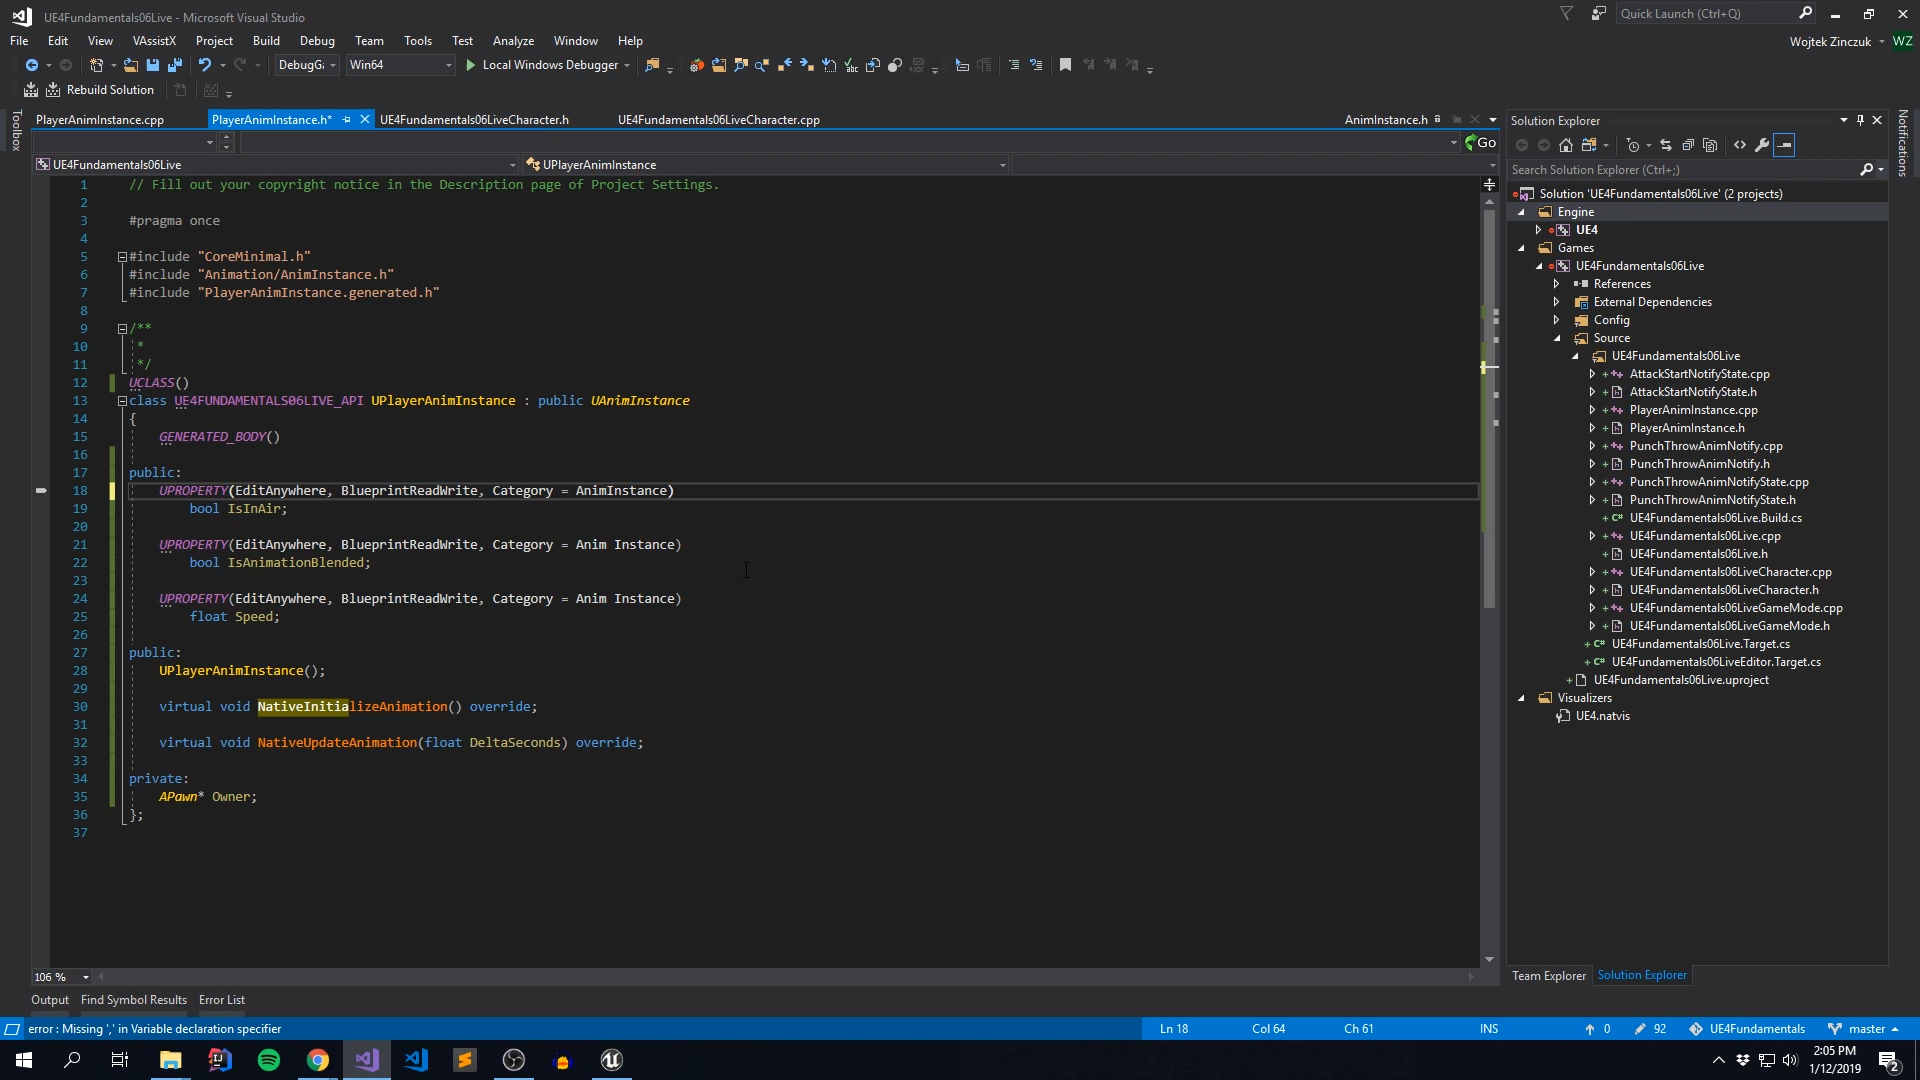 UE4Fundamentals06Live - Microsoft Visual Studio
Quick Launch (Ctrl+Q)
File Edit View VAssistX Project Build Debug Team Tools Test Analyze Window Help
Wojtek Zinczuk WZ
DebugG Win64 Local Windows Debugger
Rebuild Solution
Toolbox
PlayerAnimInstance.cpp PlayerAnimInstance.h* UE4Fundamentals06LiveCharacter.h UE4Fundamentals06LiveCharacter.cpp AnimInstance.h
Go
UE4Fundamentals06Live UPlayerAnimInstance
1 // Fill out your copyright notice in the Description page of Project Settings.
2
3 #pragma once
4
5 #include "CoreMinimal.h"
6 #include "Animation/AnimInstance.h"
7 #include "PlayerAnimInstance.generated.h"
8
9 /**
10 *
11 */
12 UCLASS()
13 class UE4FUNDAMENTALS06LIVE_API UPlayerAnimInstance : public UAnimInstance
14 {
15 GENERATED_BODY()
16
17 public:
18 UPROPERTY(EditAnywhere, BlueprintReadWrite, Category = AnimInstance)
19 bool IsInAir;
20
21 UPROPERTY(EditAnywhere, BlueprintReadWrite, Category = Anim Instance)
22 bool IsAnimationBlended;
23
24 UPROPERTY(EditAnywhere, BlueprintReadWrite, Category = Anim Instance)
25 float Speed;
26
27 public:
28 UPlayerAnimInstance();
29
30 virtual void NativeInitializeAnimation() override;
31
32 virtual void NativeUpdateAnimation(float DeltaSeconds) override;
33
34 private:
35 APawn* Owner;
36 };
37
106 %
Output Find Symbol Results Error List
Solution Explorer
Search Solution Explorer (Ctrl+;)
Solution 'UE4Fundamentals06Live' (2 projects)
Engine
UE4
Games
UE4Fundamentals06Live
References
External Dependencies
Config
Source
UE4Fundamentals06Live
AttackStartNotifyState.cpp
AttackStartNotifyState.h
PlayerAnimInstance.cpp
PlayerAnimInstance.h
PunchThrowAnimNotify.cpp
PunchThrowAnimNotify.h
PunchThrowAnimNotifyState.cpp
PunchThrowAnimNotifyState.h
UE4Fundamentals06Live.Build.cs
UE4Fundamentals06Live.cpp
UE4Fundamentals06Live.h
UE4Fundamentals06LiveCharacter.cpp
UE4Fundamentals06LiveCharacter.h
UE4Fundamentals06LiveGameMode.cpp
UE4Fundamentals06LiveGameMode.h
UE4Fundamentals06Live.Target.cs
UE4Fundamentals06LiveEditor.Target.cs
UE4Fundamentals06Live.uproject
Visualizers
UE4.natvis
Team Explorer Solution Explorer
Notifications
error : Missing ',' in Variable declaration specifier Ln 18 Col 64 Ch 61 INS 0 92 UE4Fundamentals master
2:05 PM
1/12/2019
2